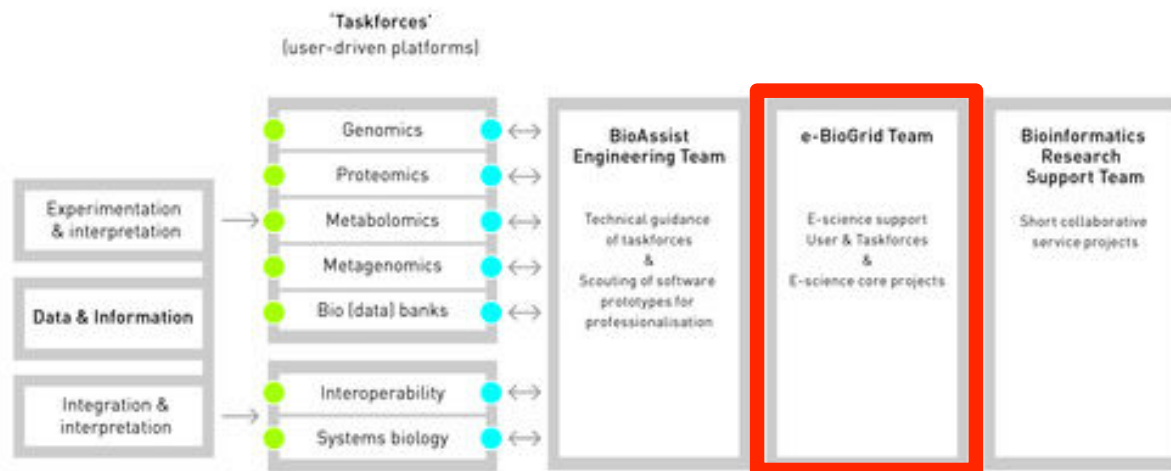 'Taskforces'
(user-driven platforms)
Experimentation
& interpretation
Data & Information
Integration &
interpretation
Genomics
Proteomics
Metabolomics
Metagenomics
Bio (data) banks
Interoperability
Systems biology
BioAssist
Engineering Team
Technical guidance
of taskforces
&
Scouting of software
prototypes for
professionalisation
e-BioGrid Team
E-science support
User & Taskforces
&
E-science core projects
Bioinformatics
Research
Support Team
Short collaborative
service projects